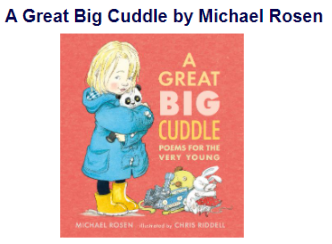 A Great Big Cuddle by Michael Rosen
A
GREAT
BIG
CUDDLE
POEMS FOR THE
VERY YOUNG
MICHAEL ROSEN illustrated by CHRIS RIDDELL